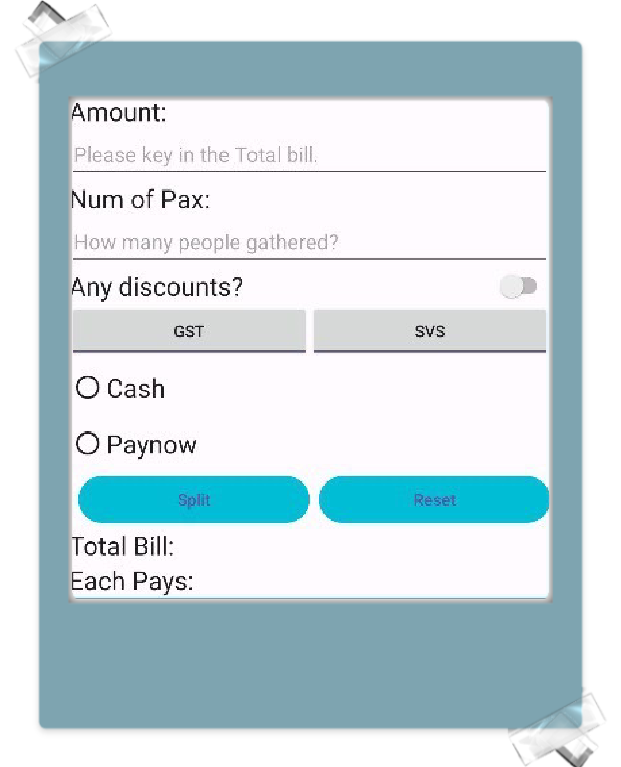 Amount:
Please key in the Total bill.
Num of Pax:
How many people gathered?
Any discounts?
GST SVS
Cash
Paynow
Split Reset
Total Bill:
Each Pays: